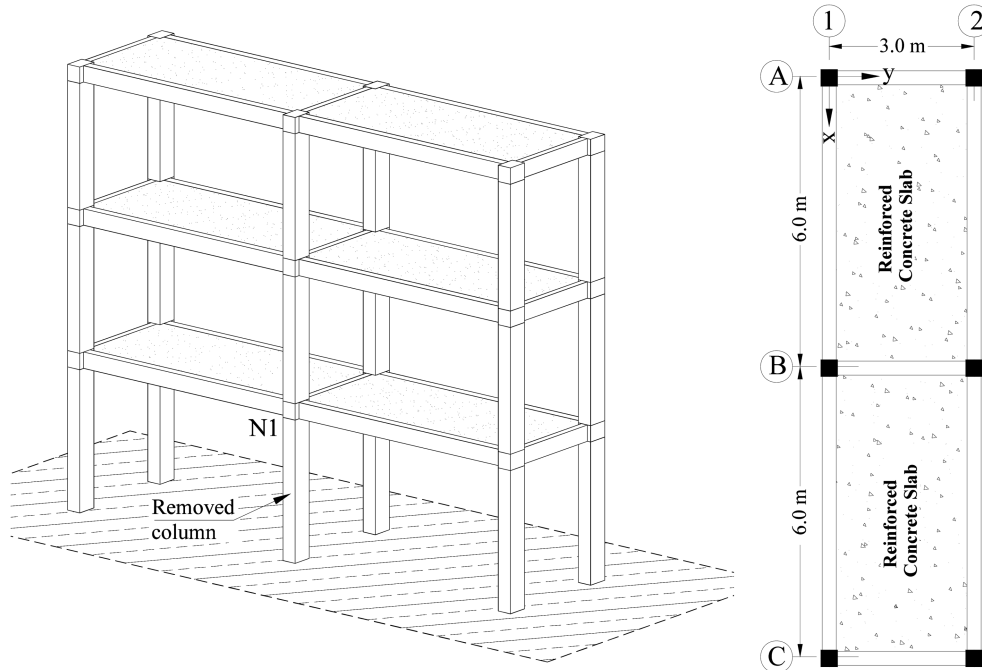 N1
Removed
column
1
2
3.0 m
A
y
x
6.0 m
Reinforced
Concrete Slab
B
6.0 m
Reinforced
Concrete Slab
C